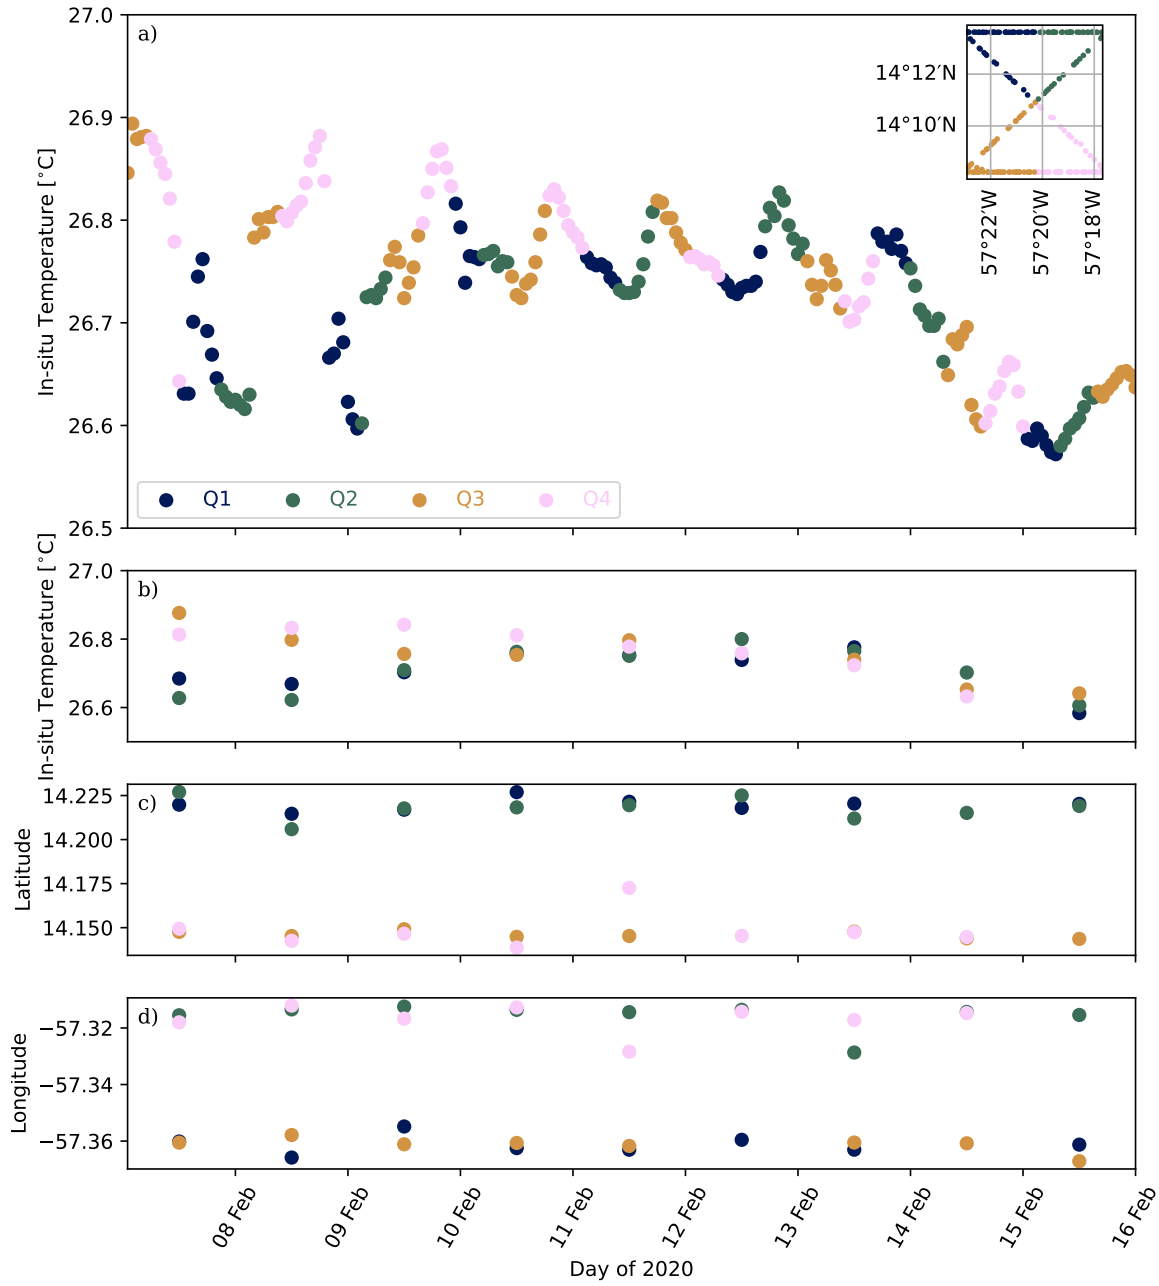 a)
27.0
26.9
26.8
26.7
26.6
26.5
In-situ Temperature [°C]
14°12′N
14°10′N
57°22′W
57°20′W
57°18′W
Q1 Q2 Q3 Q4
b)
27.0
26.8
26.6
In-situ Temperature [°C]
c)
14.225
14.200
14.175
14.150
Latitude
d)
−57.32
−57.34
−57.36
Longitude
08 Feb 09 Feb 10 Feb 11 Feb 12 Feb 13 Feb 14 Feb 15 Feb 16 Feb
Day of 2020